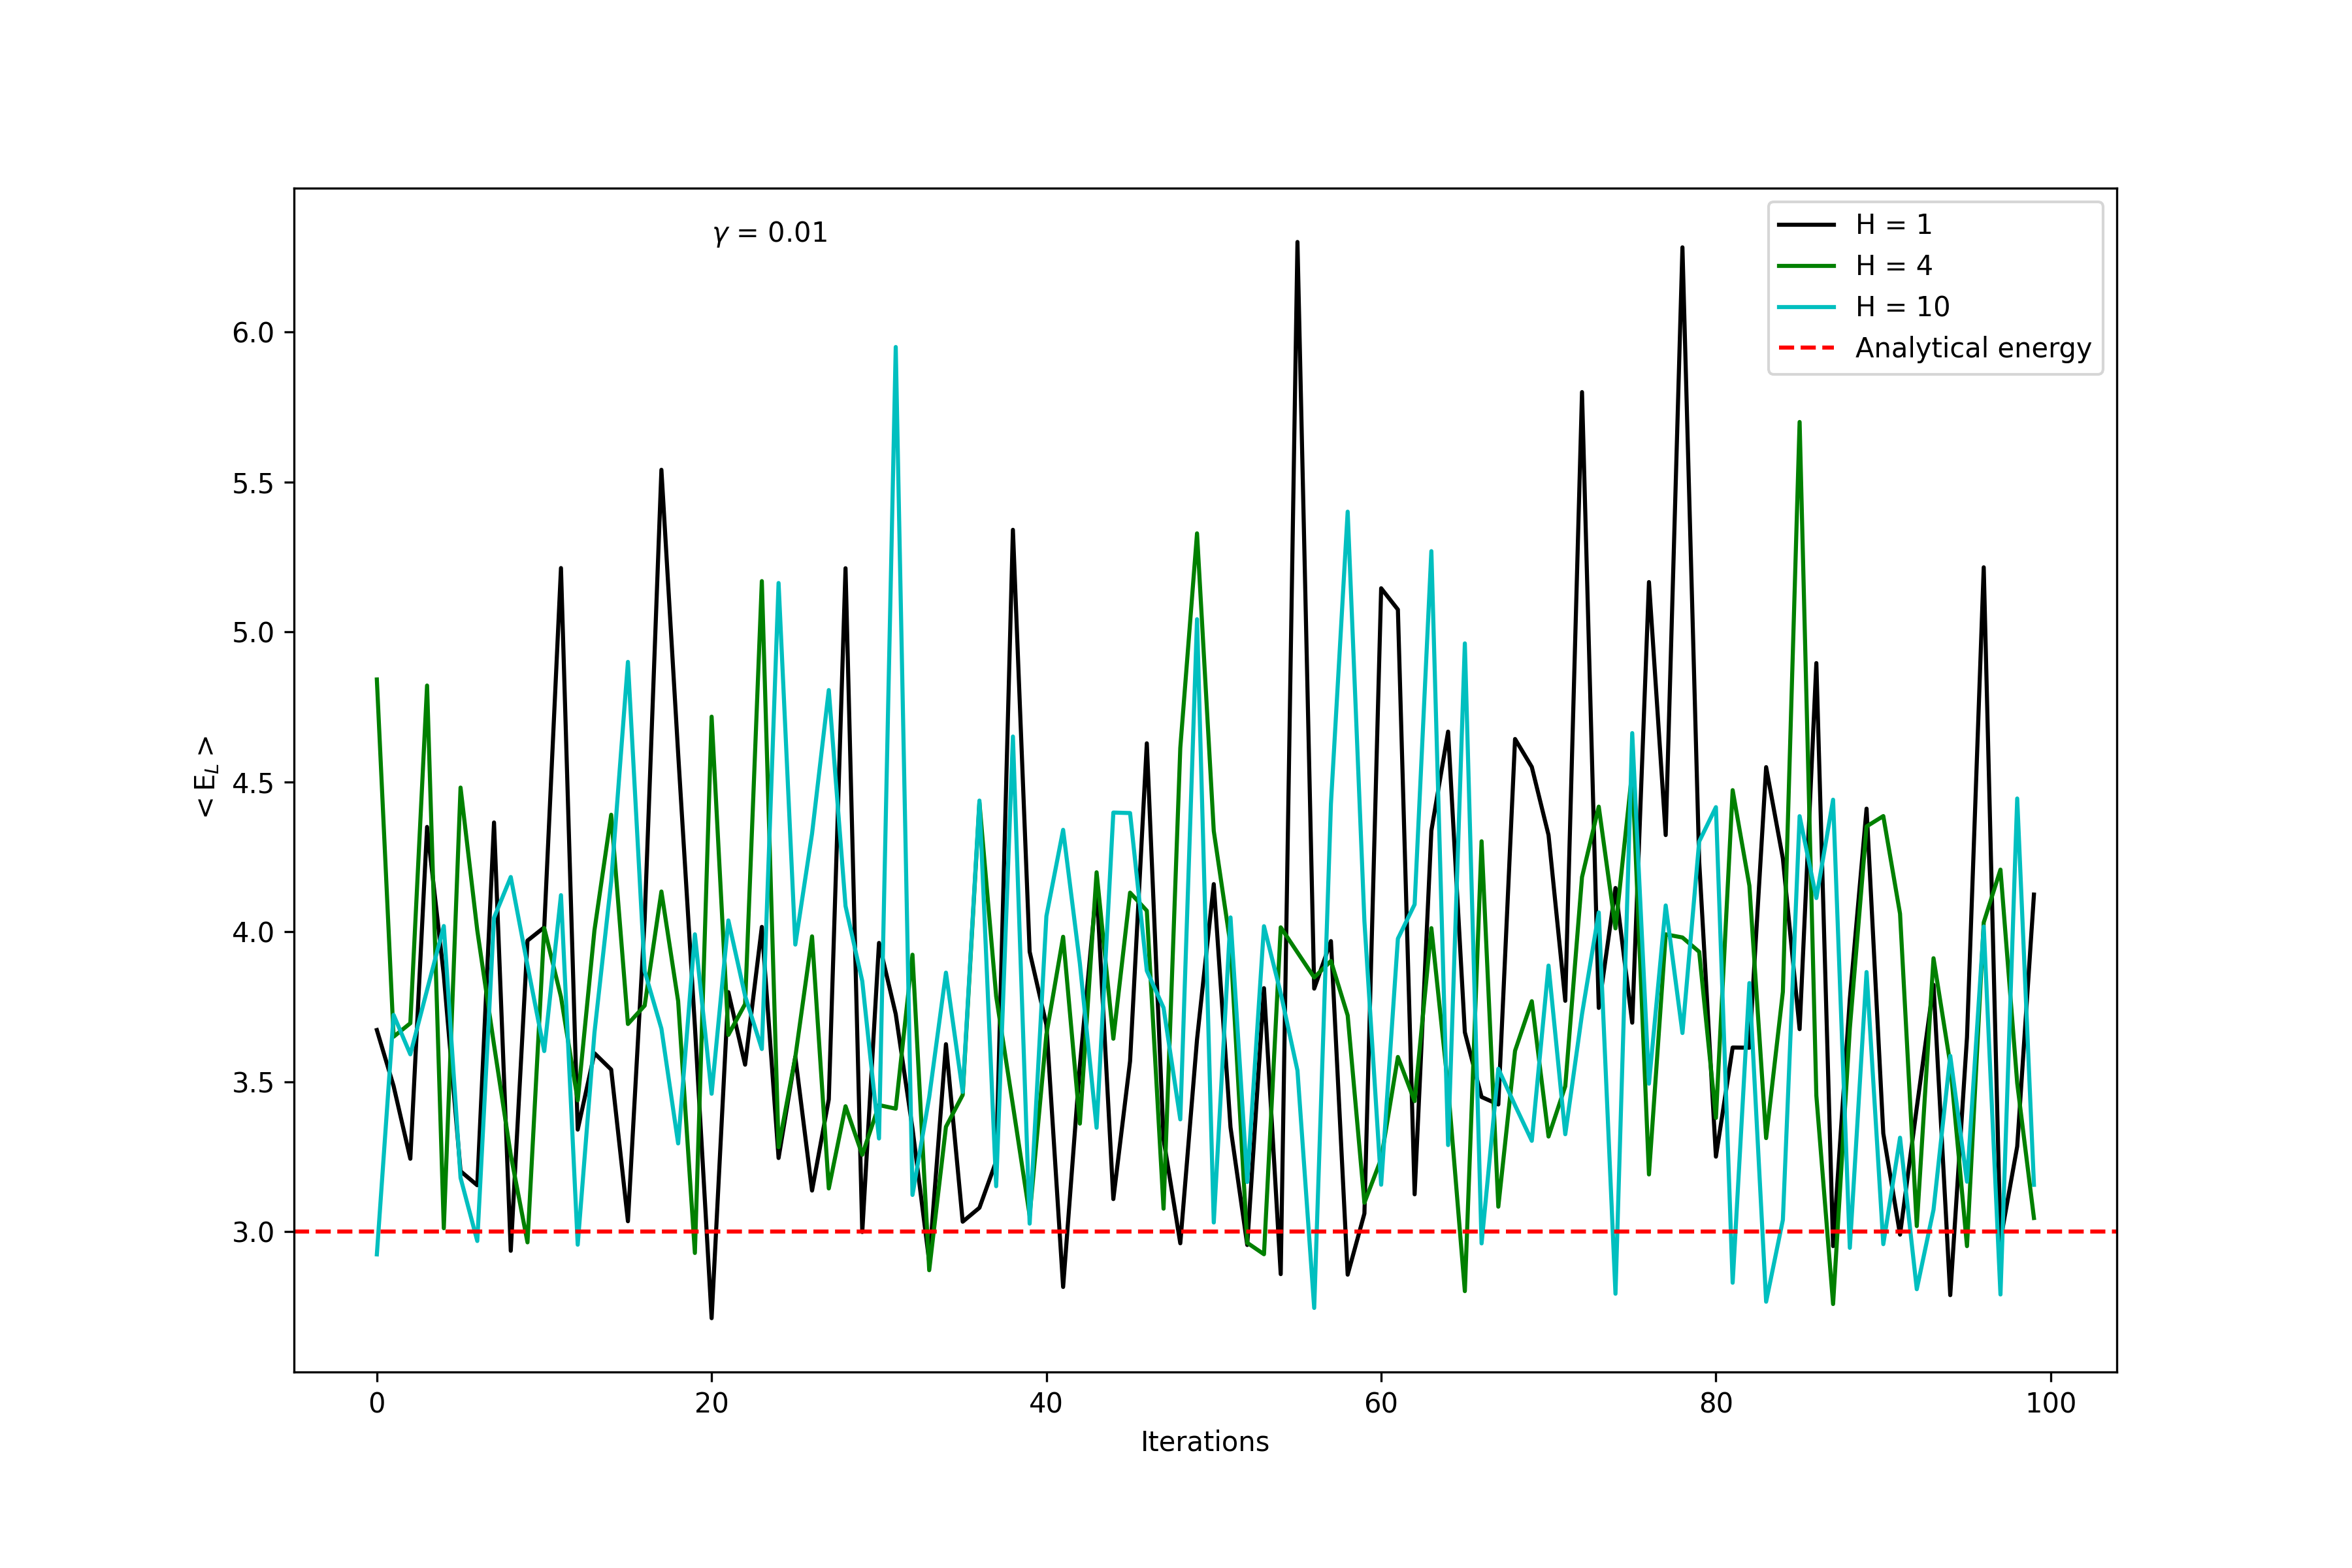 γ = 0.01
H = 1
H = 4
H = 10
Analytical energy
6.0
5.5
5.0
4.5
4.0
3.5
3.0
< E_L >
0 20 40 60 80 100
Iterations